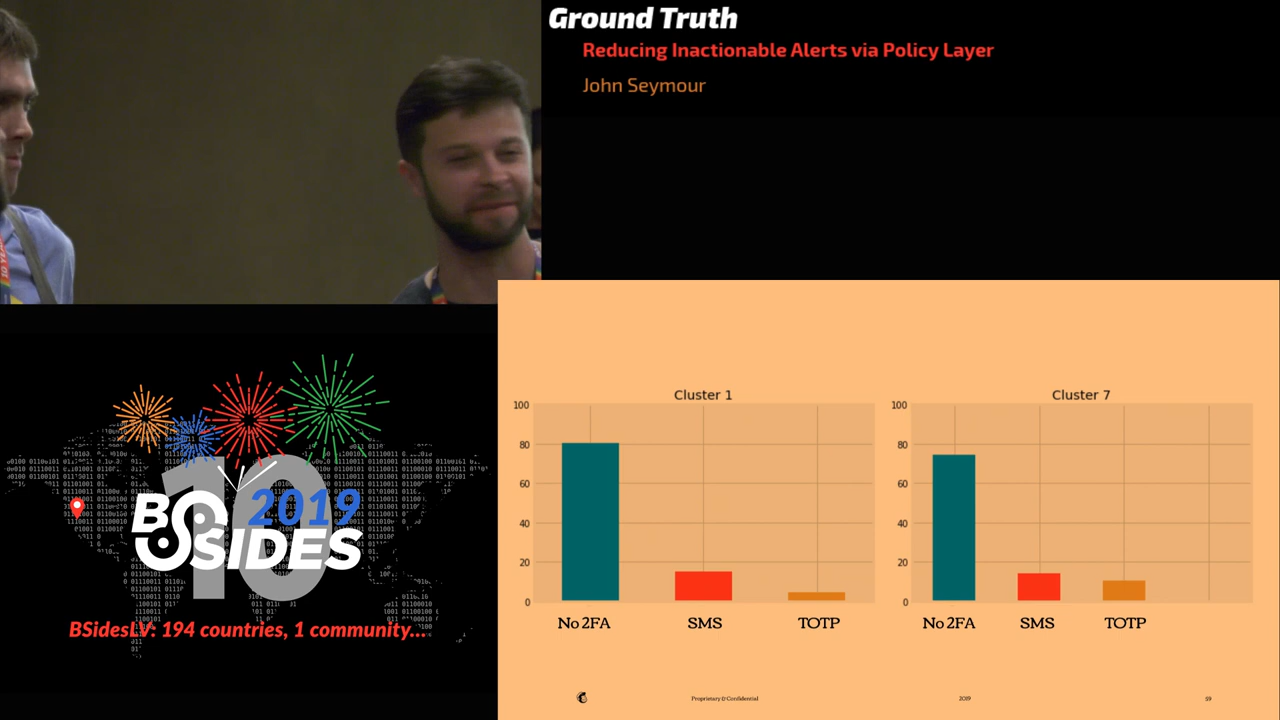 Ground Truth
Reducing Inactionable Alerts via Policy Layer
John Seymour
10
BSIDES
2019
BSidesLV: 194 countries, 1 community...
Cluster 1
100
80
60
40
20
0
No 2FA SMS TOTP
Cluster 7
100
80
60
40
20
0
No 2FA SMS TOTP
Proprietary & Confidential 2019 59